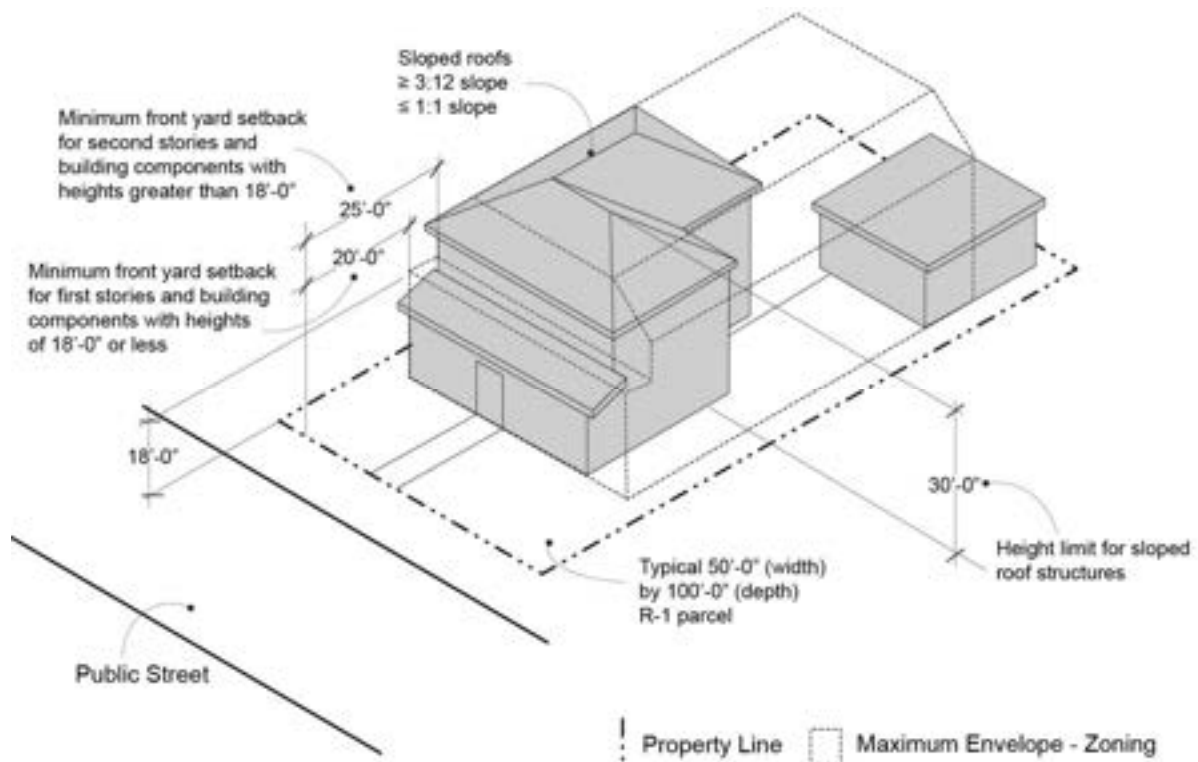 Sloped roofs
≥ 3:12 slope
≤ 1:1 slope
Minimum front yard setback
for second stories and
building components with
heights greater than 18'-0"
25'-0"
20'-0"
Minimum front yard setback
for first stories and building
components with heights
of 18'-0" or less
18'-0"
30'-0"
Height limit for sloped
roof structures
Typical 50'-0" (width)
by 100'-0" (depth)
R-1 parcel
Public Street
Property Line
Maximum Envelope - Zoning